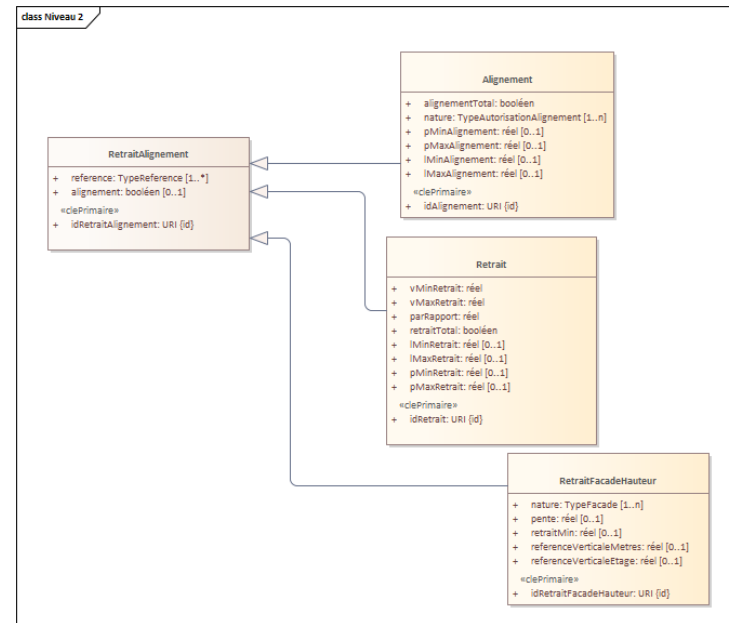 class Niveau 2
Alignement
+ alignementTotal: booléen
+ nature: TypeAutorisationAlignement [1..n]
+ pMinAlignement: réel [0..1]
+ pMaxAlignement: réel [0..1]
+ lMinAlignement: réel [0..1]
+ lMaxAlignement: réel [0..1]
«clePrimaire»
+ idAlignement: URI {id}
RetraitAlignement
+ reference: TypeReference [1..*]
+ alignement: booléen [0..1]
«clePrimaire»
+ idRetraitAlignement: URI {id}
Retrait
+ vMinRetrait: réel
+ vMaxRetrait: réel
+ parRapport: réel
+ retraitTotal: booléen
+ lMinRetrait: réel [0..1]
+ lMaxRetrait: réel [0..1]
+ pMinRetrait: réel [0..1]
+ pMaxRetrait: réel [0..1]
«clePrimaire»
+ idRetrait: URI {id}
RetraitFacadeHauteur
+ nature: TypeFacade [1..n]
+ pente: réel [0..1]
+ retraitMin: réel [0..1]
+ referenceVerticaleMetres: réel [0..1]
+ referenceVerticaleEtage: réel [0..1]
«clePrimaire»
+ idRetraitFacadeHauteur: URI {id}